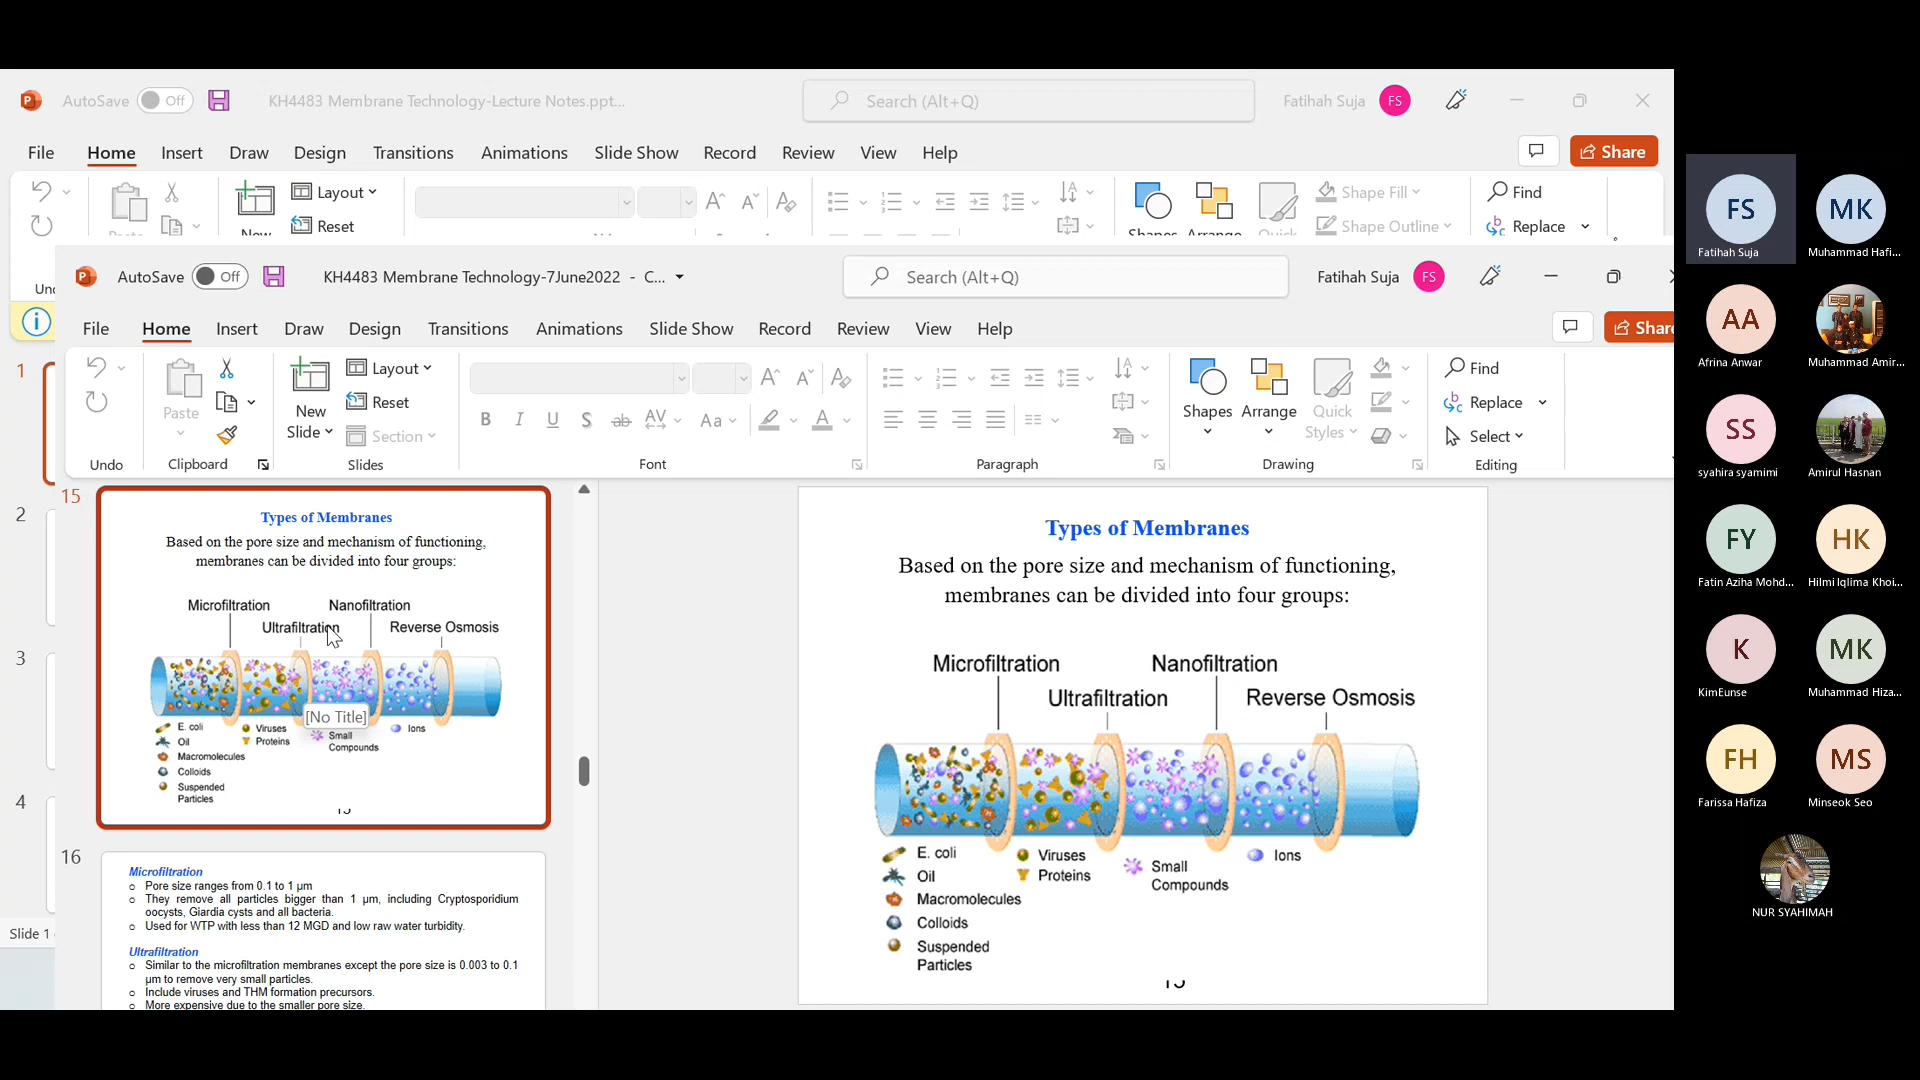 AutoSave Off KH4483 Membrane Technology-Lecture Notes.ppt... Search (Alt+Q) Fatihah Suja FS
File Home Insert Draw Design Transitions Animations Slide Show Record Review View Help Share
Layout Shape Fill Find
Reset Shape Outline Replace
AutoSave Off KH4483 Membrane Technology-7June2022 - C... Search (Alt+Q) Fatihah Suja FS
File Home Insert Draw Design Transitions Animations Slide Show Record Review View Help Share
Paste
New
Slide
Layout
Reset
Section
B I U S ab AV Aa A
Shapes Arrange Quick
Styles
Find
Replace
Select
Undo Clipboard Slides Font Paragraph Drawing Editing
1
2
3
4
Slide 1
15
Types of Membranes
Based on the pore size and mechanism of functioning,
membranes can be divided into four groups:
Microfiltration Nanofiltration
Ultrafiltration Reverse Osmosis
[No Title]
E. coli
Oil
Macromolecules
Colloids
Suspended
Particles
Viruses
Proteins
Small
Compounds
Ions
16
Microfiltration
o Pore size ranges from 0.1 to 1 µm
o They remove all particles bigger than 1 µm, including Cryptosporidium
oocysts, Giardia cysts and all bacteria.
o Used for WTP with less than 12 MGD and low raw water turbidity.
Ultrafiltration
o Similar to the microfiltration membranes except the pore size is 0.003 to 0.1
µm to remove very small particles.
o Include viruses and THM formation precursors.
o More expensive due to the smaller pore size.
Types of Membranes
Based on the pore size and mechanism of functioning,
membranes can be divided into four groups:
Microfiltration Nanofiltration
Ultrafiltration Reverse Osmosis
E. coli
Oil
Macromolecules
Colloids
Suspended
Particles
Viruses
Proteins
Small
Compounds
Ions
FS MK
Fatihah Suja Muhammad Hafi...
AA
Afrina Anwar Muhammad Amir...
SS
syahira syamimi Amirul Hasnan
FY HK
Fatin Aziha Mohd... Hilmi Iqlima Khoi...
K MK
KimEunse Muhammad Hiza...
FH MS
Farissa Hafiza Minseok Seo
NUR SYAHIMAH